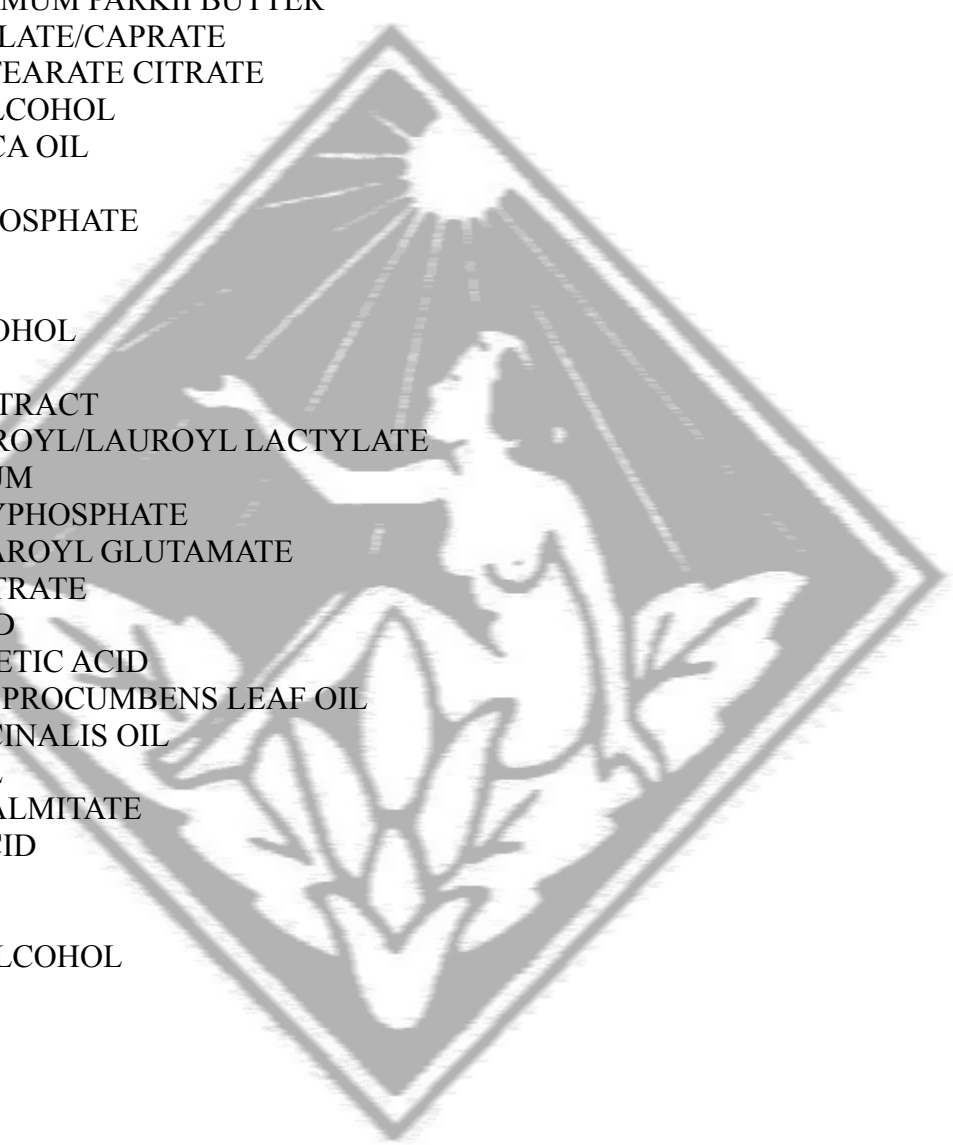 MUM PARKII BUTTER
LATE/CAPRATE
TEARATE CITRATE
LCOHOL
CA OIL
OSPHATE
OHOL
TRACT
ROYL/LAUROYL LACTYLATE
UM
YPHOSPHATE
AROYL GLUTAMATE
TRATE
D
ETIC ACID
PROCUMBENS LEAF OIL
CINALIS OIL
L
ALMITATE
CID
LCOHOL